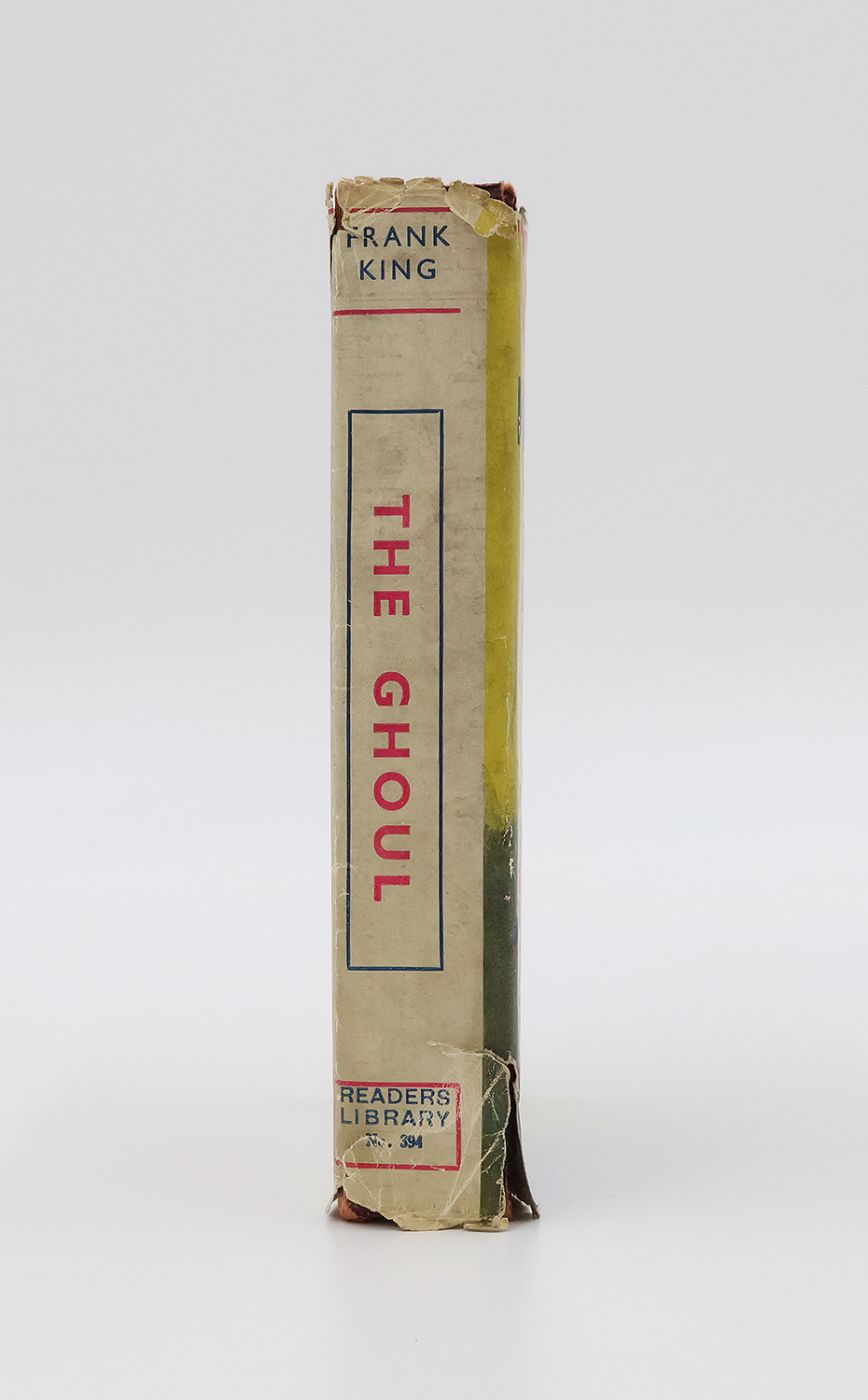 FRANK
KING
THE GHOUL
READERS
LIBRARY
No. 394